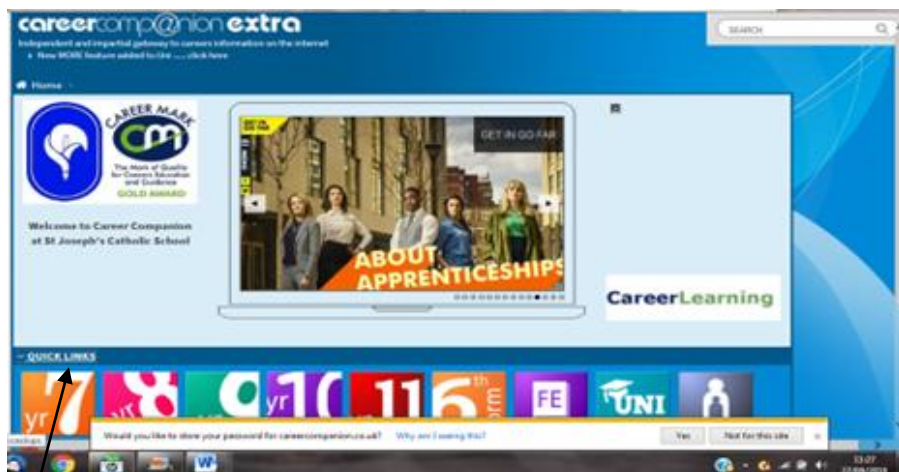 careercomp@nion extra
Independent and impartial gateway to careers information on the internet
New MORE feature added to
click here
SEARCH
Home
CAREER MARK
CM
The Mark of Quality
for Careers Education
and Guidance
GOLD AWARD
Welcome to Career Companion
at St Joseph's Catholic School
GET IN GO FAR
ABOUT
APPRENTICESHIPS
CareerLearning
QUICK LINKS
yr 7
yr 8
yr 9
yr 10
yr 11
6th form
FE
UNI
Would you like to store your password for careercompanion.co.uk? Why am I seeing this?
Yes
Not for this site
13:27